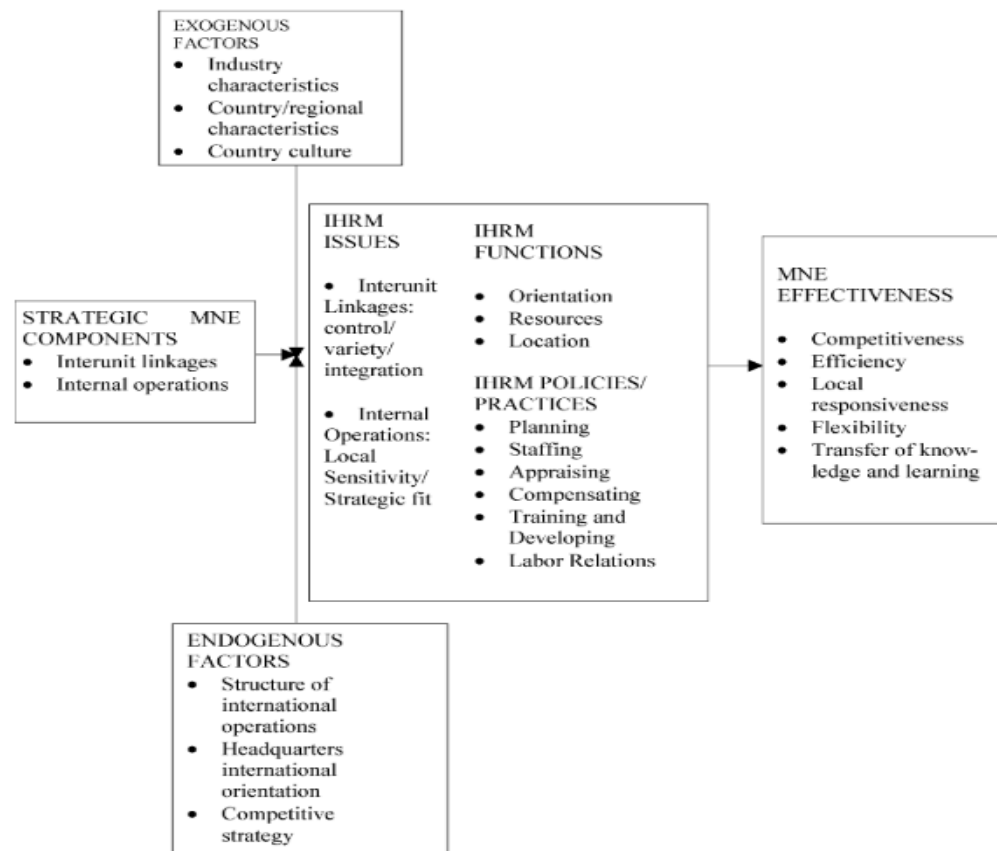 EXOGENOUS
FACTORS
• Industry
characteristics
• Country/regional
characteristics
• Country culture
STRATEGIC MNE
COMPONENTS
• Interunit linkages
• Internal operations
IHRM
ISSUES
• Interunit
Linkages:
control/
variety/
integration
• Internal
Operations:
Local
Sensitivity/
Strategic fit
IHRM
FUNCTIONS
• Orientation
• Resources
• Location
IHRM POLICIES/
PRACTICES
• Planning
• Staffing
• Appraising
• Compensating
• Training and
Developing
• Labor Relations
MNE
EFFECTIVENESS
• Competitiveness
• Efficiency
• Local
responsiveness
• Flexibility
• Transfer of know-
ledge and learning
ENDOGENOUS
FACTORS
• Structure of
international
operations
• Headquarters
international
orientation
• Competitive
strategy